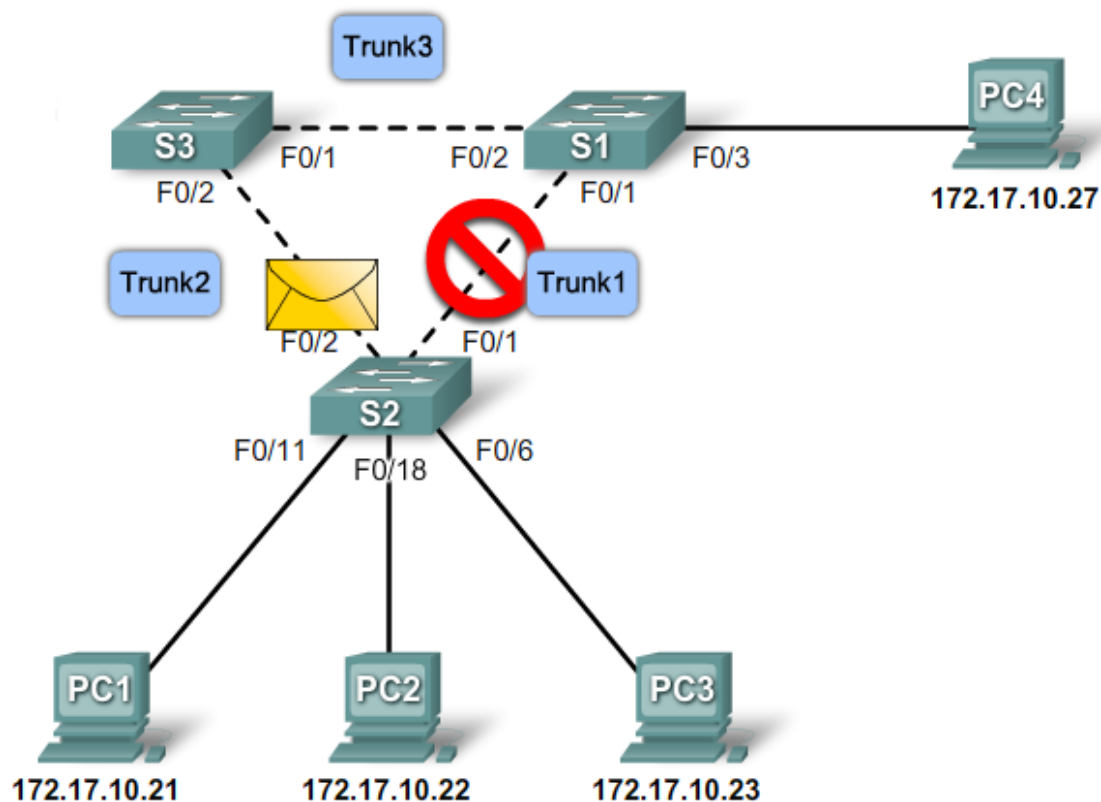 Trunk3
PC4
S3
S1
F0/1
F0/2
F0/3
F0/2
F0/1
172.17.10.27
Trunk2
Trunk1
F0/2
F0/1
S2
F0/11
F0/18
F0/6
PC1
PC2
PC3
172.17.10.21
172.17.10.22
172.17.10.23